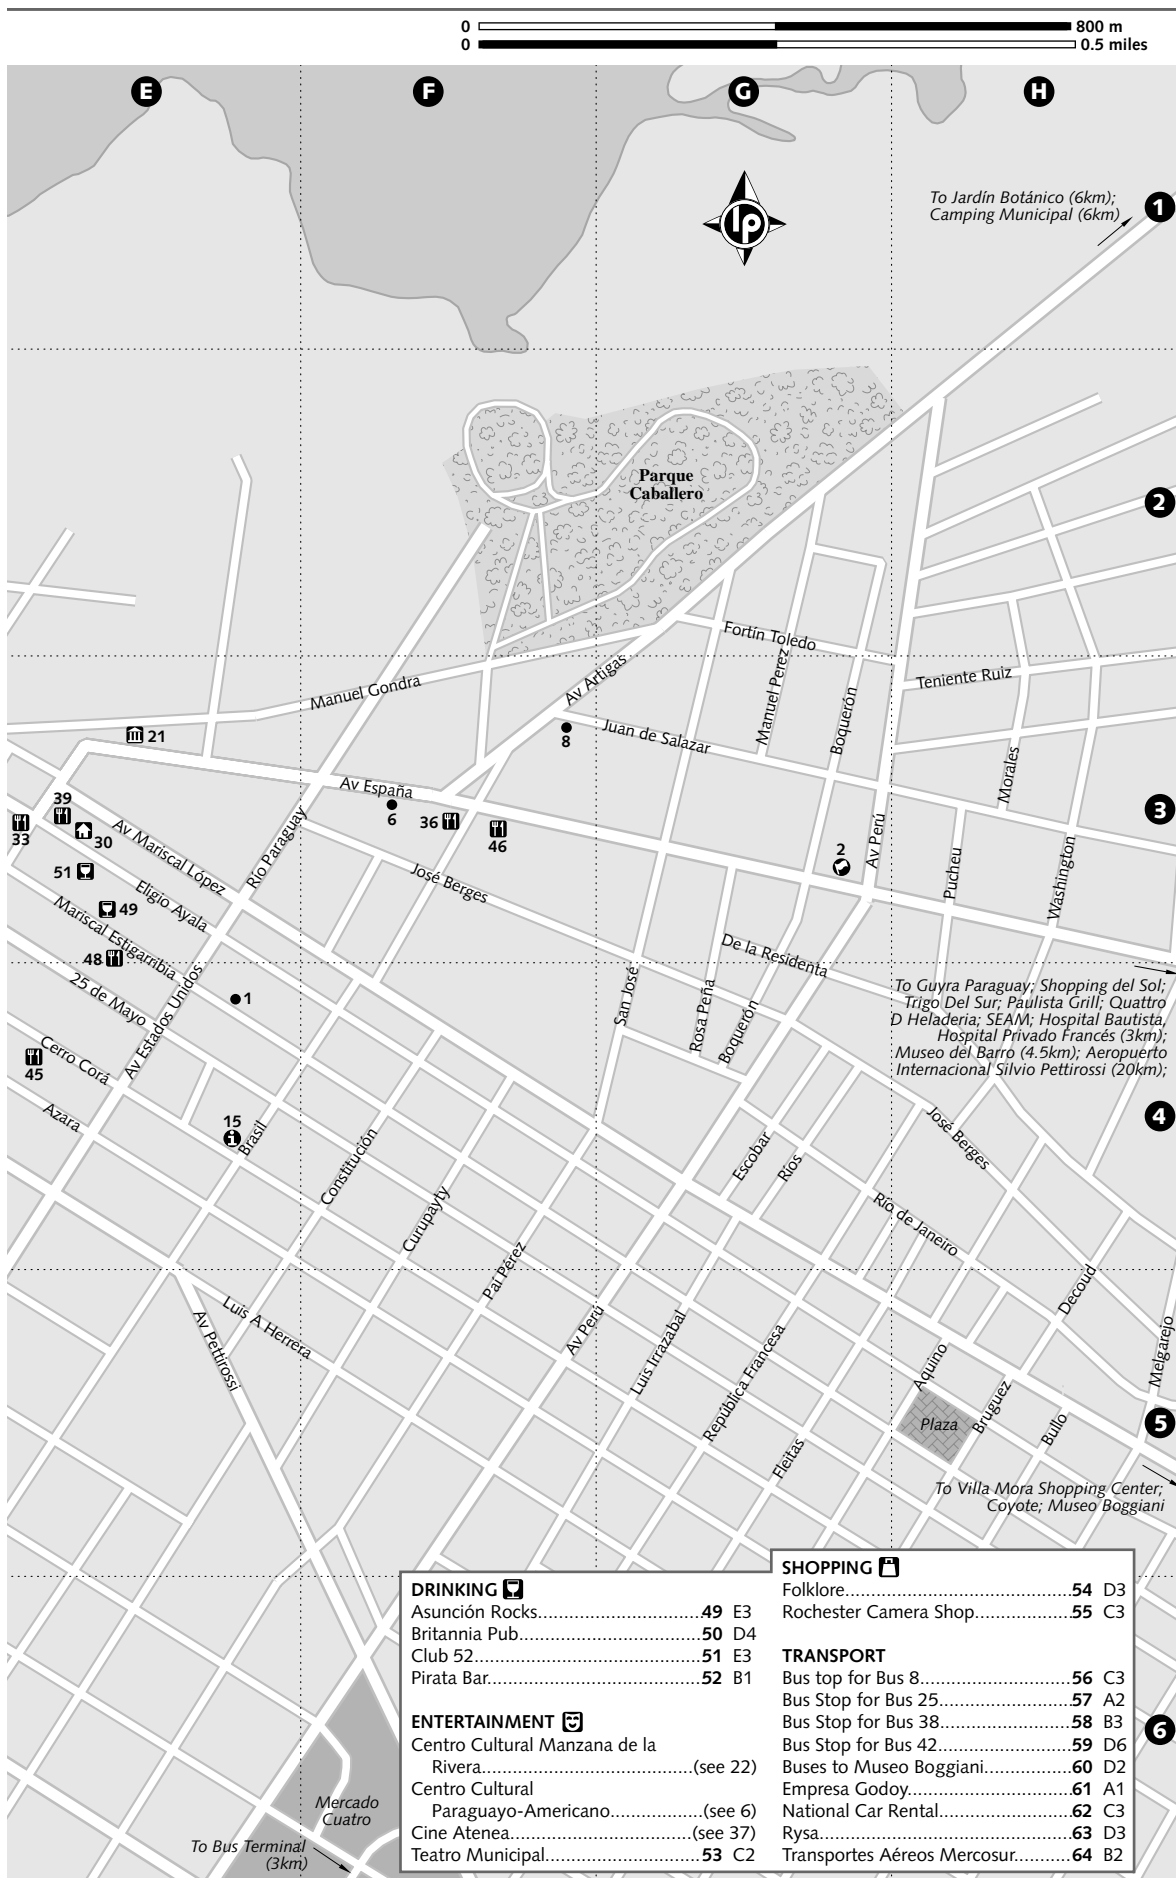 0 800 m
0 0.5 miles
E F G H
lp
To Jardín Botánico (6km);
Camping Municipal (6km)
1
Parque
Caballero
2
Fortín Toledo
Manuel Gondra
Av Artigas
Manuel Perez
Boquerón
Teniente Ruiz
21
8
Juan de Salazar
Morales
Av España
39
33
30
6
36
46
3
Av Mariscal López
Río Paraguay
2
Av Perú
51
José Berges
Pucheu
Washington
Eligio Ayala
49
Mariscal Estigarribia
48
De la Residenta
25 de Mayo
1
San José
Rosa Peña
Boquerón
Av Estados Unidos
To Guyra Paraguay; Shopping del Sol;
Trigo Del Sur; Paulista Grill; Quattro
D Heladeria; SEAM; Hospital Bautista,
Hospital Privado Francés (3km);
Museo del Barro (4.5km); Aeropuerto
Internacional Silvio Pettirossi (20km);
45
Cerro Corá
Azara
15
Brasil
4
Constitución
Curupayty
Escobar
Ríos
José Berges
Río de Janeiro
Paí Pérez
Decoud
Luis A Herrera
Av Pettirossi
Av Perú
Luis Irrazabal
República Francesa
Aquino
Melgarejo
Plaza
Bruguez
Bullo
5
Fleitas
To Villa Mora Shopping Center;
Coyote; Museo Boggiani
DRINKING
Asunción Rocks..............................49 E3
Britannia Pub.................................50 D4
Club 52.........................................51 E3
Pirata Bar.......................................52 B1
ENTERTAINMENT
Centro Cultural Manzana de la
Rivera......................................(see 22)
Centro Cultural
Paraguayo-Americano................(see 6)
Cine Atenea.................................(see 37)
Teatro Municipal............................53 C2
SHOPPING
Folklore.........................................54 D3
Rochester Camera Shop.................55 C3
TRANSPORT
Bus top for Bus 8...........................56 C3
Bus Stop for Bus 25.......................57 A2
Bus Stop for Bus 38.......................58 B3
Bus Stop for Bus 42.......................59 D6
Buses to Museo Boggiani...............60 D2
Empresa Godoy.............................61 A1
National Car Rental........................62 C3
Rysa..............................................63 D3
Transportes Aéreos Mercosur.........64 B2
6
Mercado
Cuatro
To Bus Terminal
(3km)